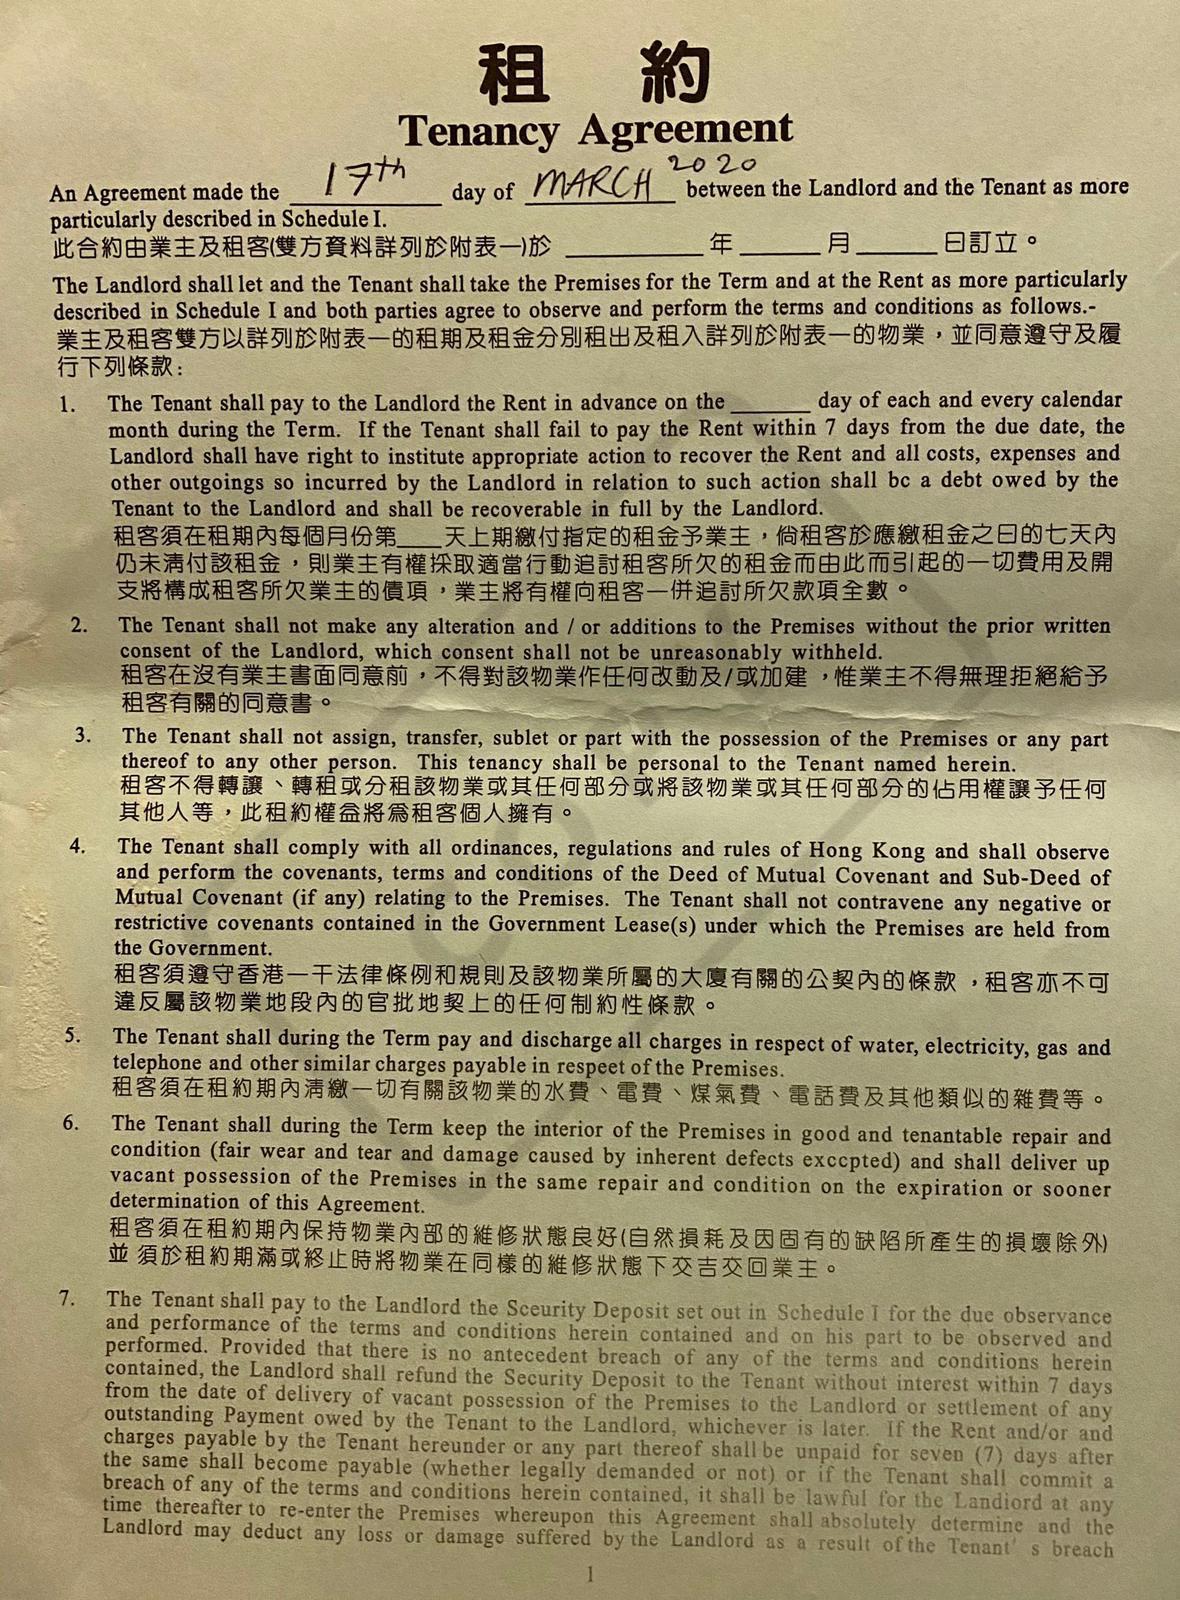 租 約
Tenancy Agreement
An Agreement made the 17th day of MARCH 2020 between the Landlord and the Tenant as more
particularly described in Schedule I.
此合約由業主及租客(雙方資料詳列於附表一)於 ____________ 年 _______ 月 _______ 日訂立。
The Landlord shall let and the Tenant shall take the Premises for the Term and at the Rent as more particularly
described in Schedule I and both parties agree to observe and perform the terms and conditions as follows.-
業主及租客雙方以詳列於附表一的租期及租金分別租出及租入詳列於附表一的物業，並同意遵守及履
行下列條款：
1. The Tenant shall pay to the Landlord the Rent in advance on the _______ day of each and every calendar
month during the Term. If the Tenant shall fail to pay the Rent within 7 days from the due date, the
Landlord shall have right to institute appropriate action to recover the Rent and all costs, expenses and
other outgoings so incurred by the Landlord in relation to such action shall bc a debt owed by the
Tenant to the Landlord and shall be recoverable in full by the Landlord.
租客須在租期內每個月份第____天上期繳付指定的租金予業主，倘租客於應繳租金之日的七天內
仍未清付該租金，則業主有權採取適當行動追討租客所欠的租金而由此而引起的一切費用及開
支將構成租客所欠業主的債項，業主將有權向租客一併追討所欠款項全數。
2. The Tenant shall not make any alteration and / or additions to the Premises without the prior written
consent of the Landlord, which consent shall not be unreasonably withheld.
租客在沒有業主書面同意前，不得對該物業作任何改動及/或加建，惟業主不得無理拒絕給予
租客有關的同意書。
3. The Tenant shall not assign, transfer, sublet or part with the possession of the Premises or any part
thereof to any other person. This tenancy shall be personal to the Tenant named herein.
租客不得轉讓、轉租或分租該物業或其任何部分或將該物業或其任何部分的佔用權讓予任何
其他人等，此租約權益將爲租客個人擁有。
4. The Tenant shall comply with all ordinances, regulations and rules of Hong Kong and shall observe
and perform the covenants, terms and conditions of the Deed of Mutual Covenant and Sub-Deed of
Mutual Covenant (if any) relating to the Premises. The Tenant shall not contravene any negative or
restrictive covenants contained in the Government Lease(s) under which the Premises are held from
the Government.
租客須遵守香港一干法律條例和規則及該物業所屬的大廈有關的公契內的條款，租客亦不可
違反屬該物業地段內的官批地契上的任何制約性條款。
5. The Tenant shall during the Term pay and discharge all charges in respect of water, electricity, gas and
telephone and other similar charges payable in respeet of the Premises.
租客須在租約期內清繳一切有關該物業的水費、電費、煤氣費、電話費及其他類似的雜費等。
6. The Tenant shall during the Term keep the interior of the Premises in good and tenantable repair and
condition (fair wear and tear and damage caused by inherent defects exccpted) and shall deliver up
vacant possession of the Premises in the same repair and condition on the expiration or sooner
determination of this Agreement.
租客須在租約期內保持物業內部的維修狀態良好(自然損耗及因固有的缺陷所產生的損壞除外)
並 須於租約期滿或終止時將物業在同樣的維修狀態下交吉交回業主。
7. The Tenant shall pay to the Landlord the Sceurity Deposit set out in Schedule I for the due observance
and performance of the terms and conditions herein contained and on his part to be observed and
performed. Provided that there is no antecedent breach of any of the terms and conditions herein
contained, the Landlord shall refund the Security Deposit to the Tenant without interest within 7 days
from the date of delivery of vacant possession of the Premises to the Landlord or settlement of any
outstanding Payment owed by the Tenant to the Landlord, whichever is later. If the Rent and/or and
charges payable by the Tenant hereunder or any part thereof shall be unpaid for seven (7) days after
the same shall become payable (whether legally demanded or not) or if the Tenant shall commit a
breach of any of the terms and conditions herein contained, it shall be lawful for the Landlord at any
time thereafter to re-enter the Premises whereupon this Agreement shall absolutely determine and the
Landlord may deduct any loss or damage suffered by the Landlord as a result of the Tenant' s breach
1